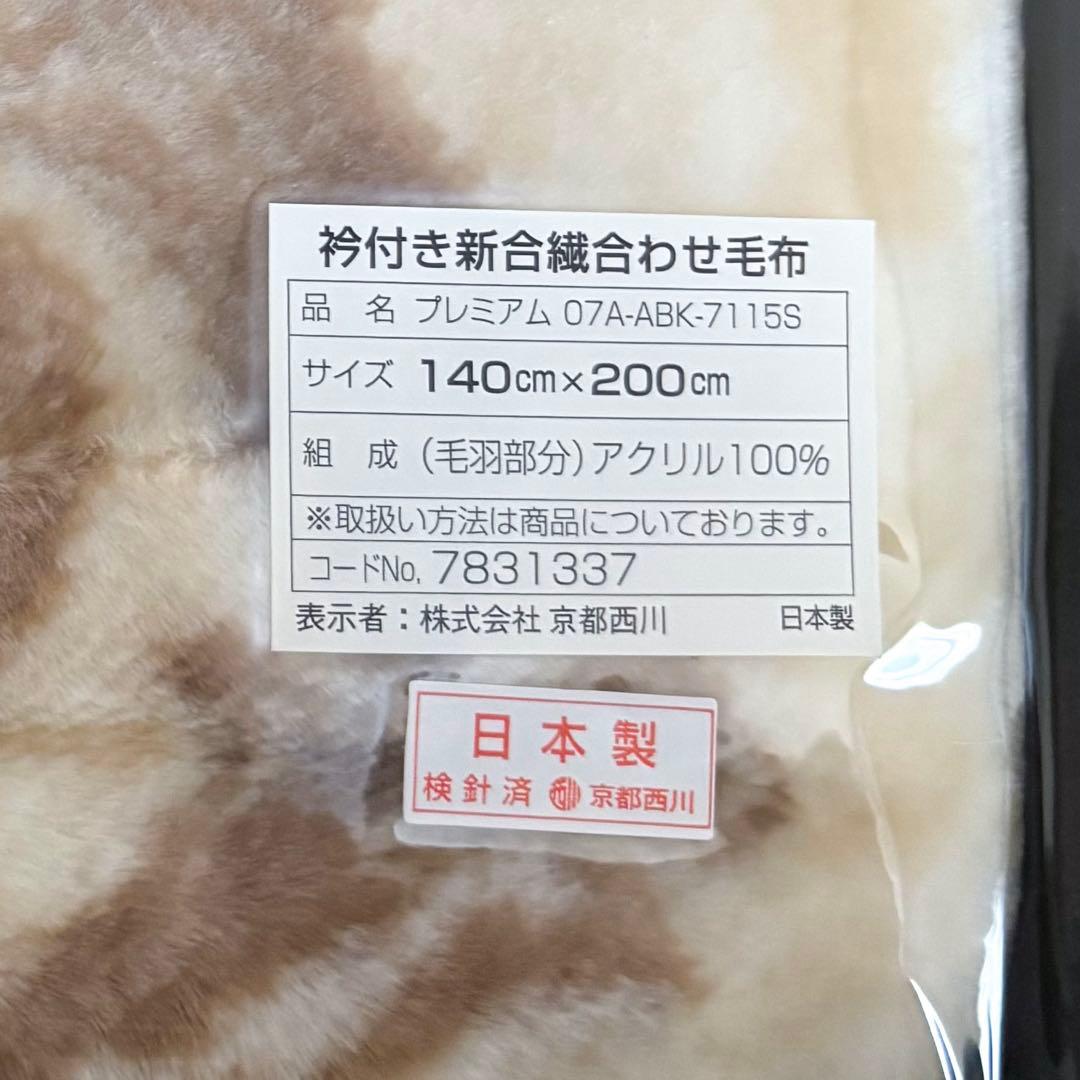 衿付き新合繊合わせ毛布
品 名 プレミアム 07A-ABK-7115S
サイズ 140cm×200cm
組 成 (毛羽部分)アクリル100%
※取扱い方法は商品についております。
コードNo. 7831337
表示者：株式会社 京都西川 日本製
日本製
検針済 京都西川